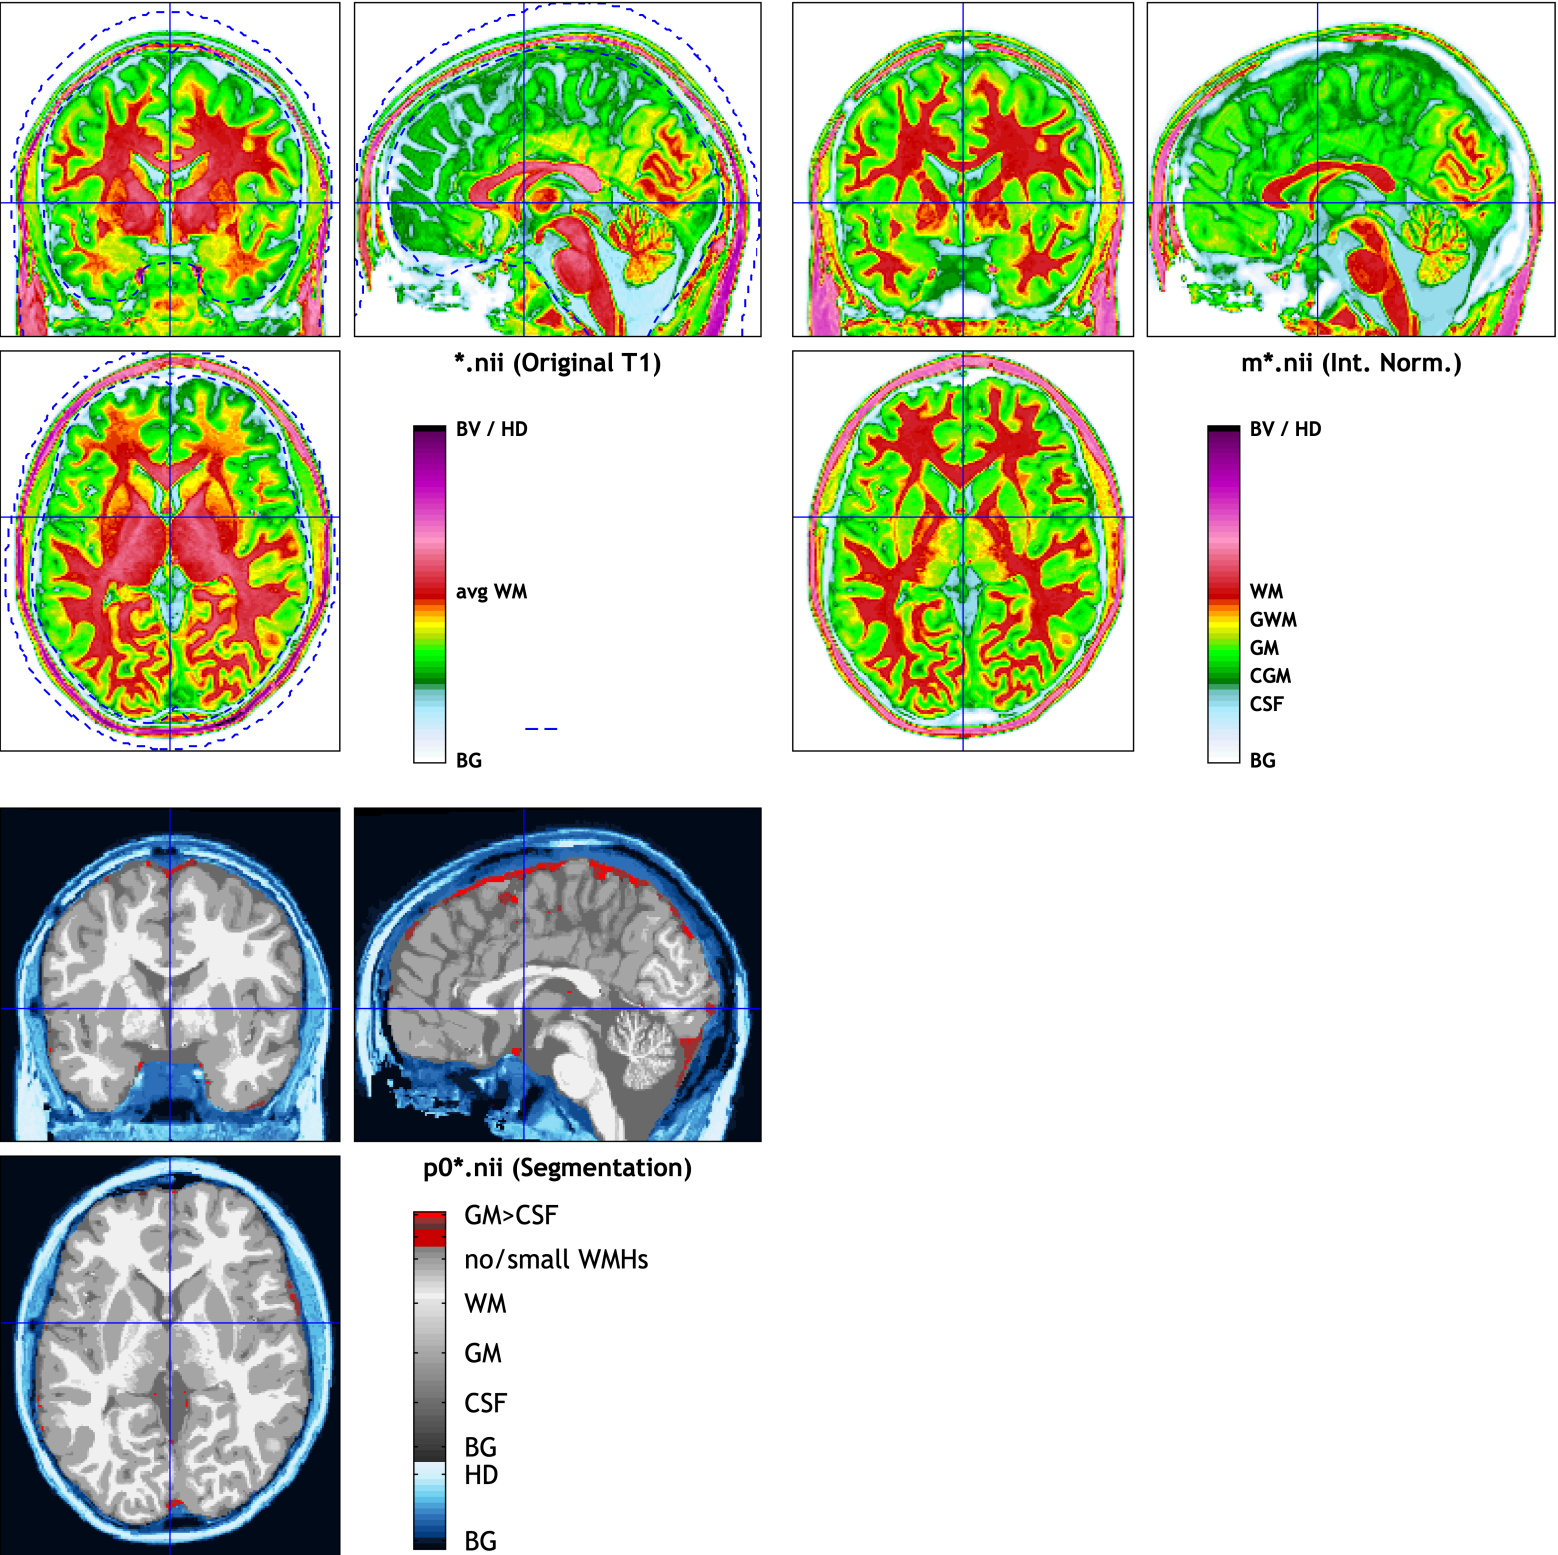 *.nii (Original T1)
BV / HD
avg WM
BG
m*.nii (Int. Norm.)
BV / HD
WM
GWM
GM
CGM
CSF
BG
p0*.nii (Segmentation)
GM>CSF
no/small WMHs
WM
GM
CSF
BG
HD
BG